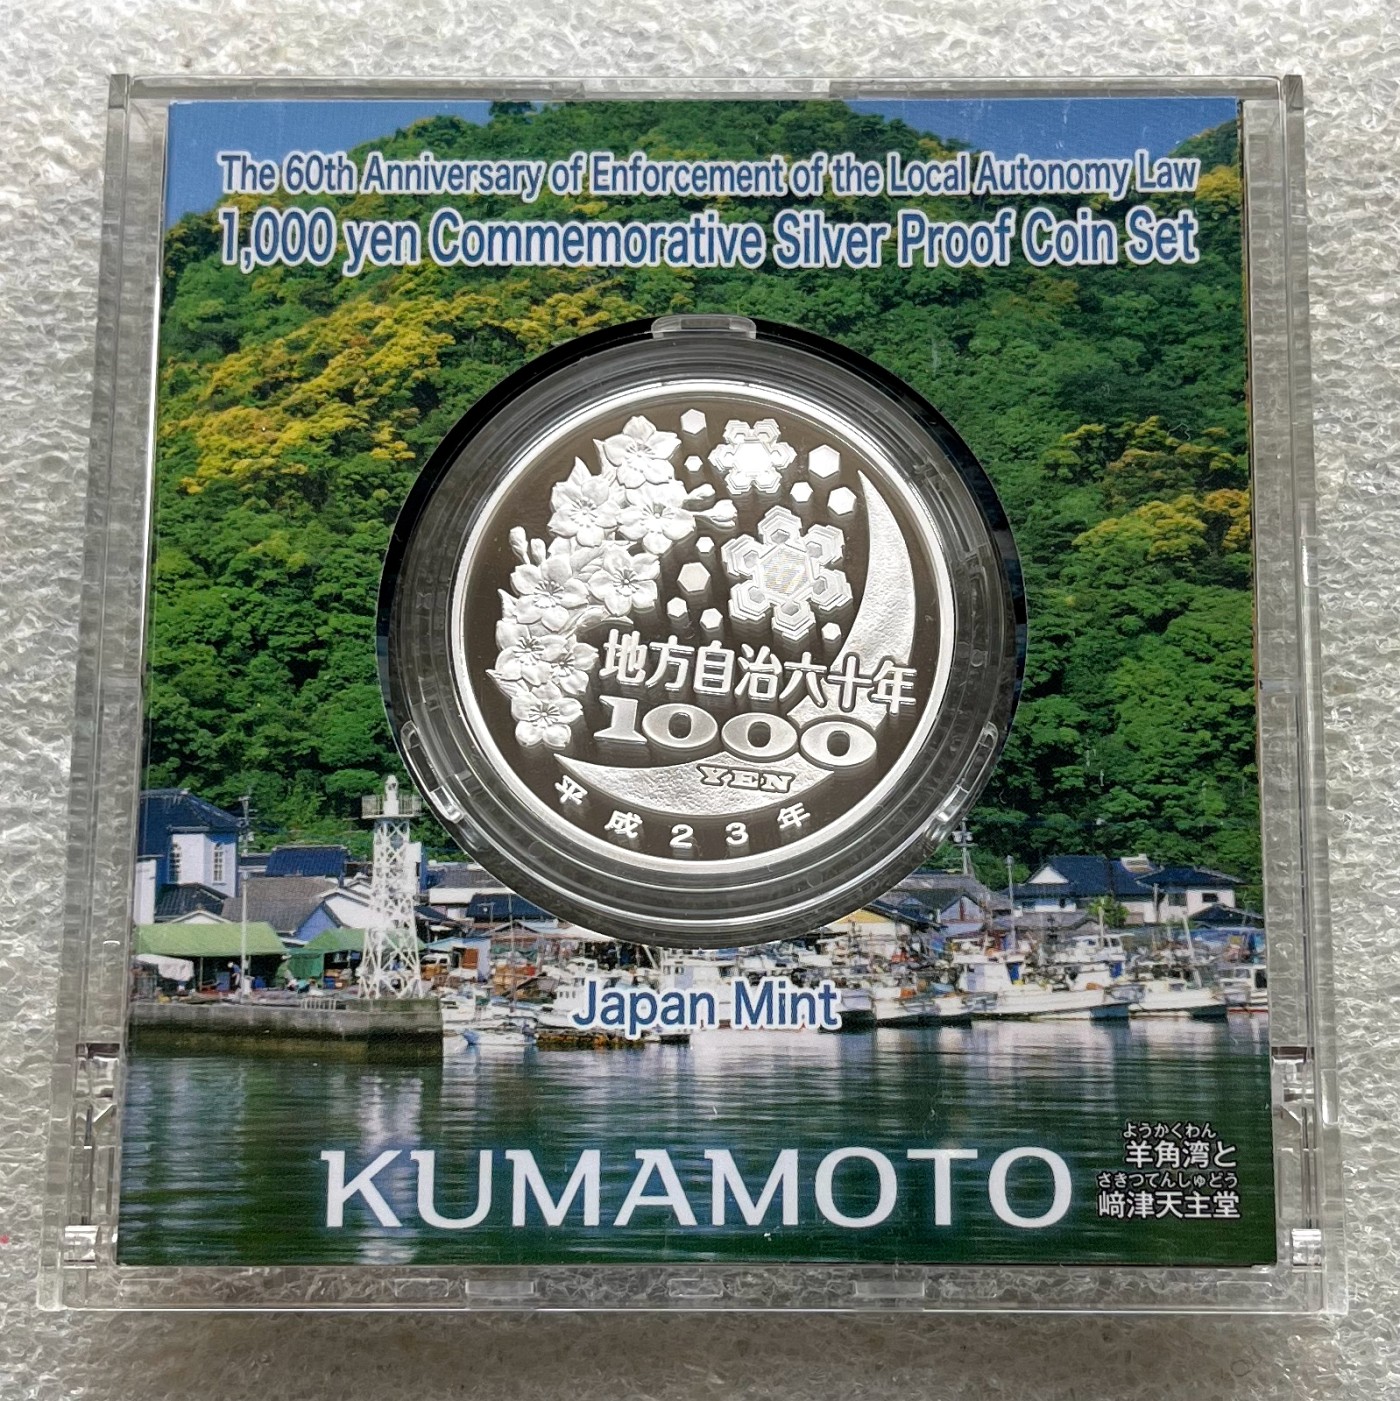 The 60th Anniversary of Enforcement of the Local Autonomy Law
1,000 yen Commemorative Silver Proof Coin Set
地方自治六十年
1000
YEN
平成23年
Japan Mint
KUMAMOTO
ようかくわん
羊角湾と
さきつてんしゅどう
﨑津天主堂